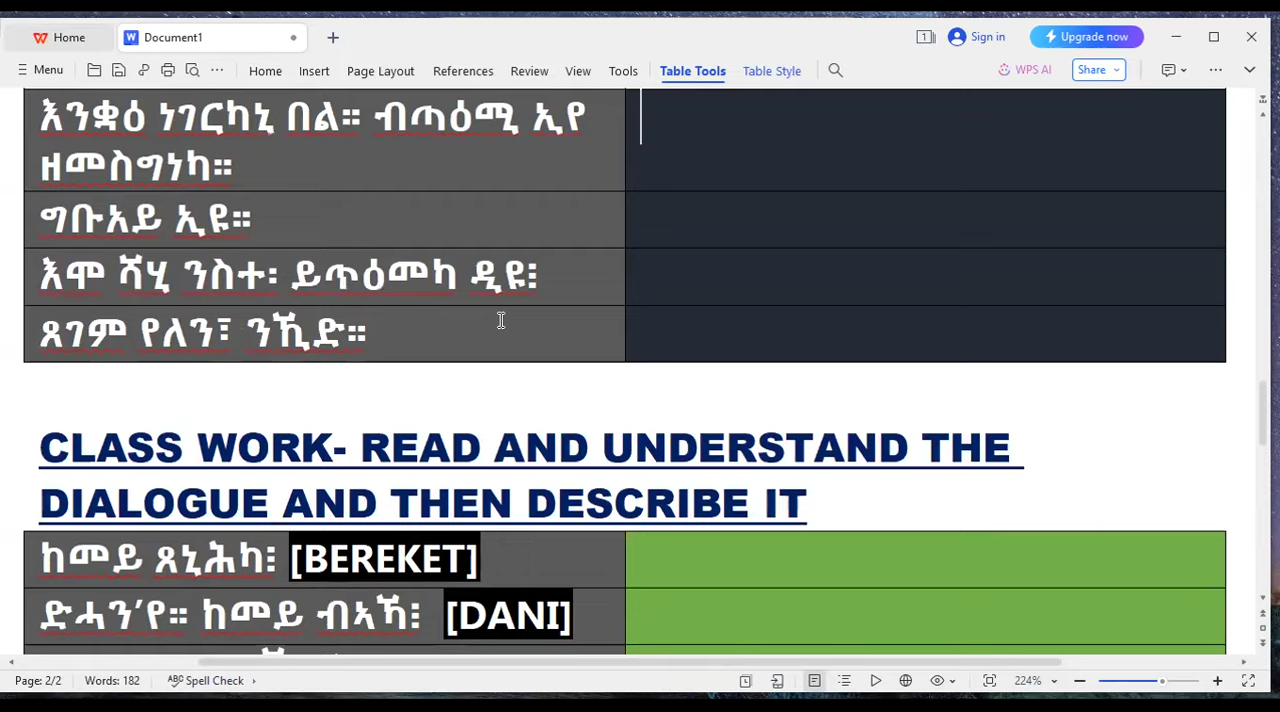 Home
Document1
Sign in
Upgrade now
Menu
Home Insert Page Layout References Review View Tools Table Tools Table Style
WPS AI
Share
እንቋዕ ነገርካኒ በል። ብጣዕሚ ኢየ
ዘመስግነካ።
ግቡአይ ኢዩ።
እሞ ሻሂ ንስተ፡ ይጥዕመካ ዲዩ፧
ጸገም የለን፣ ንኺድ።
CLASS WORK- READ AND UNDERSTAND THE
DIALOGUE AND THEN DESCRIBE IT
ከመይ ጸኒሕካ፧ [BEREKET]
ድሓን’የ። ከመይ ብኣኻ፧ [DANI]
Page: 2/2 Words: 182 Spell Check 224%